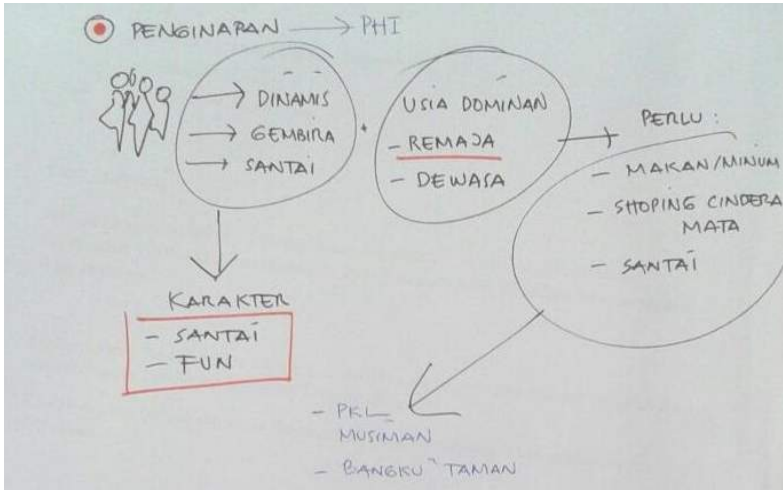 PENGINAPAN → PHI
→ DINAMIS
→ GEMBIRA
→ SANTAI
+
USIA DOMINAN
- REMAJA
- DEWASA
PERLU :
- MAKAN/MINUM
- SHOPING CINDERA
MATA
- SANTAI
KARAKTER
- SANTAI
- FUN
- PKL
MUSIMAN
- BANGKU TAMAN